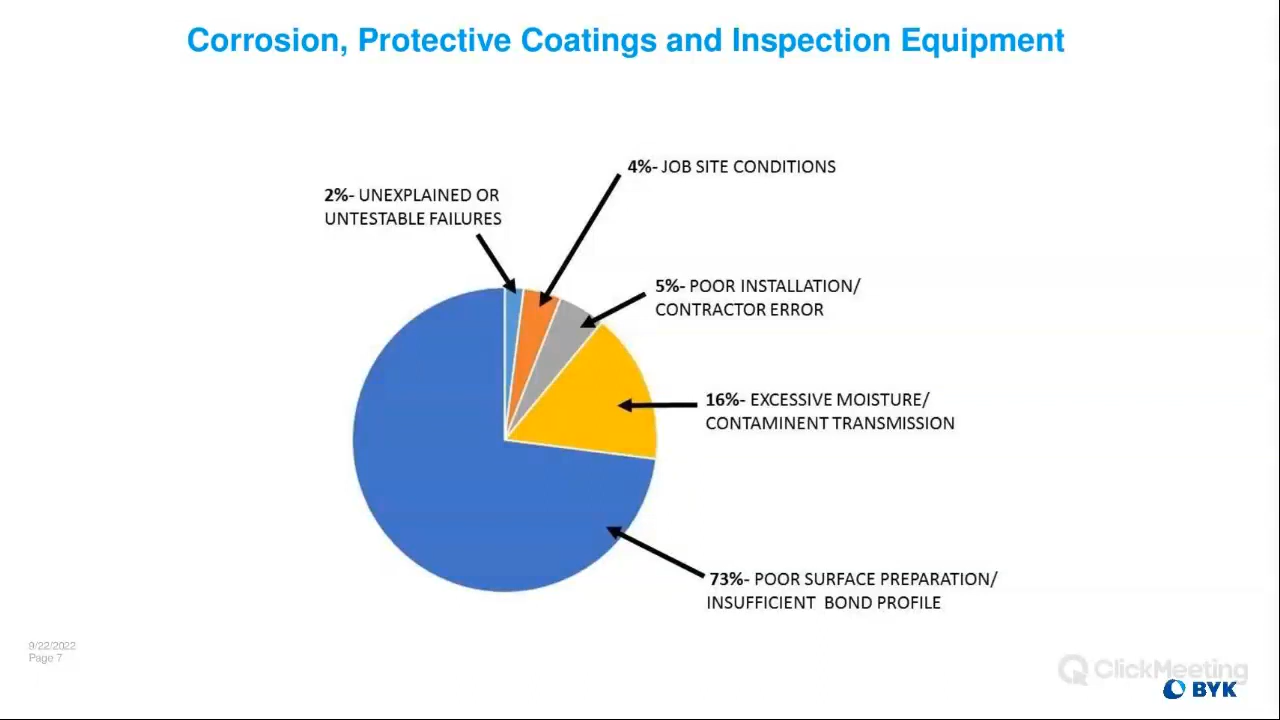 Corrosion, Protective Coatings and Inspection Equipment
4%- JOB SITE CONDITIONS
2%- UNEXPLAINED OR
UNTESTABLE FAILURES
5%- POOR INSTALLATION/
CONTRACTOR ERROR
16%- EXCESSIVE MOISTURE/
CONTAMINENT TRANSMISSION
73%- POOR SURFACE PREPARATION/
INSUFFICIENT BOND PROFILE
9/22/2022
Page 7
ClickMeeting
BYK